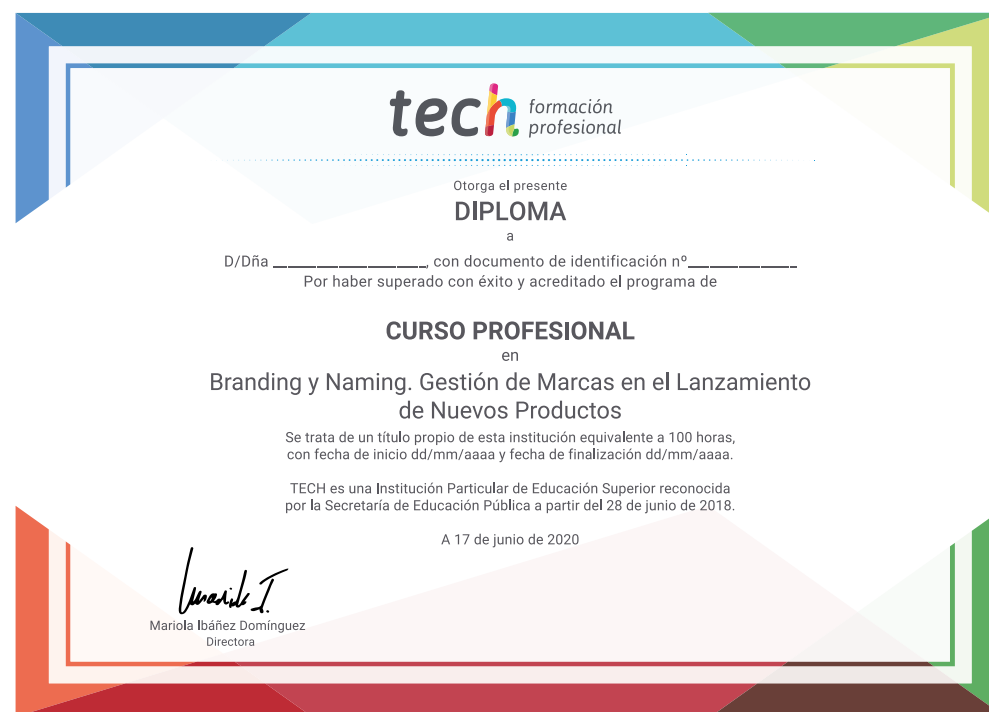 tech formación
profesional
Otorga el presente
DIPLOMA
a
D/Dña ____________________, con documento de identificación nº______________
Por haber superado con éxito y acreditado el programa de
CURSO PROFESIONAL
en
Branding y Naming. Gestión de Marcas en el Lanzamiento
de Nuevos Productos
Se trata de un título propio de esta institución equivalente a 100 horas,
con fecha de inicio dd/mm/aaaa y fecha de finalización dd/mm/aaaa.
TECH es una Institución Particular de Educación Superior reconocida
por la Secretaría de Educación Pública a partir del 28 de junio de 2018.
A 17 de junio de 2020
Mariola Ibáñez Domínguez
Directora